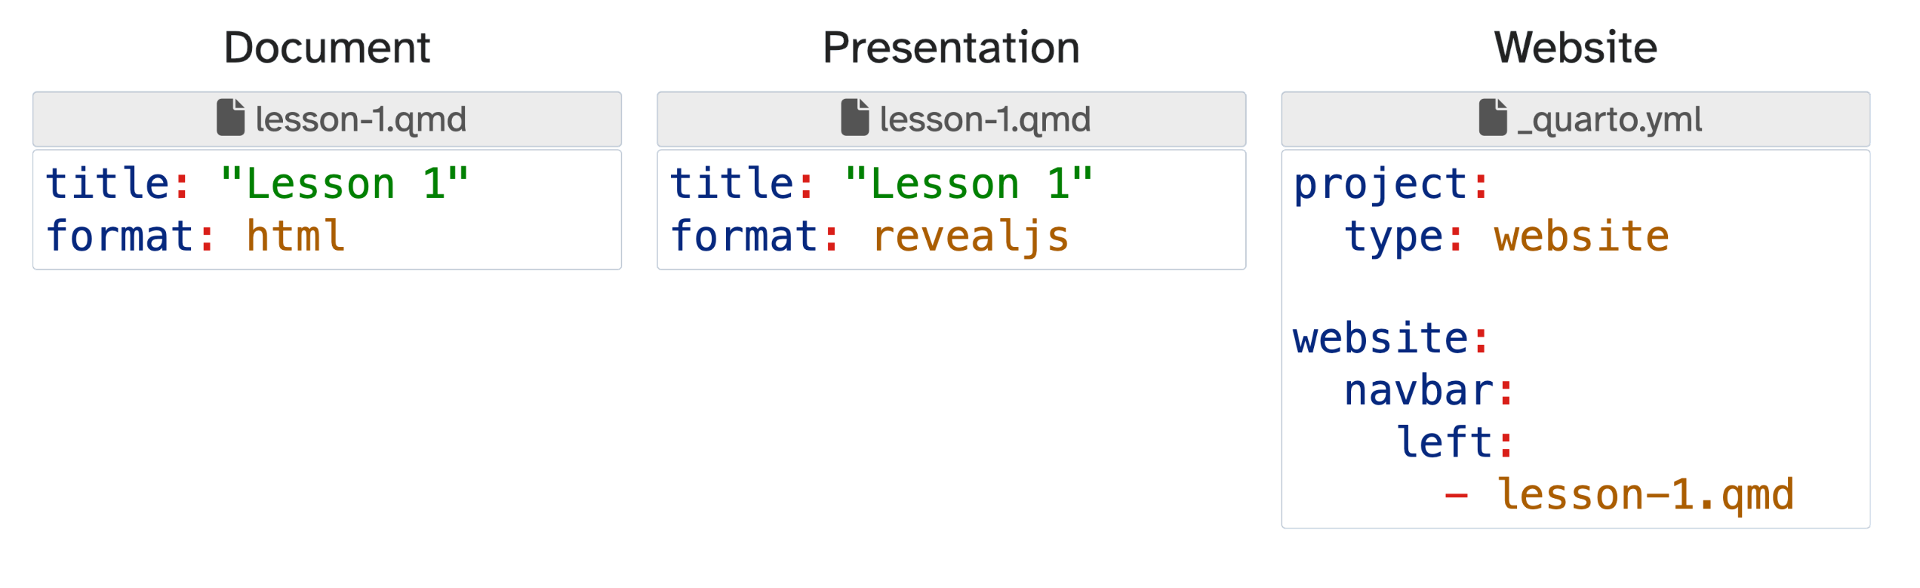 Document
lesson-1.qmd
title: "Lesson 1"
format: html
Presentation
lesson-1.qmd
title: "Lesson 1"
format: revealjs
Website
_quarto.yml
project:
  type: website

website:
  navbar:
    left:
      - lesson-1.qmd